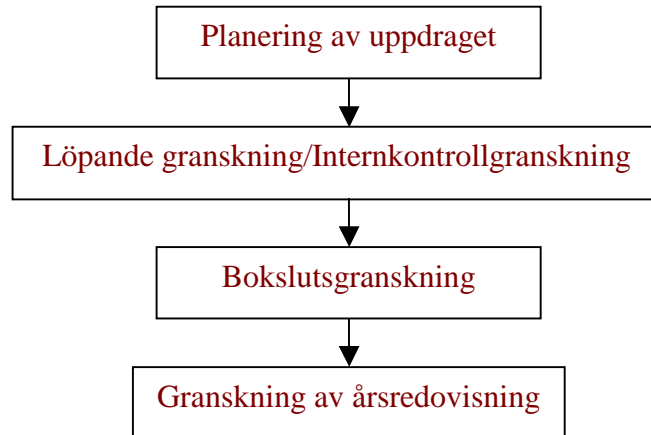 Planering av uppdraget
Löpande granskning/Internkontrollgranskning
Bokslutsgranskning
Granskning av årsredovisning